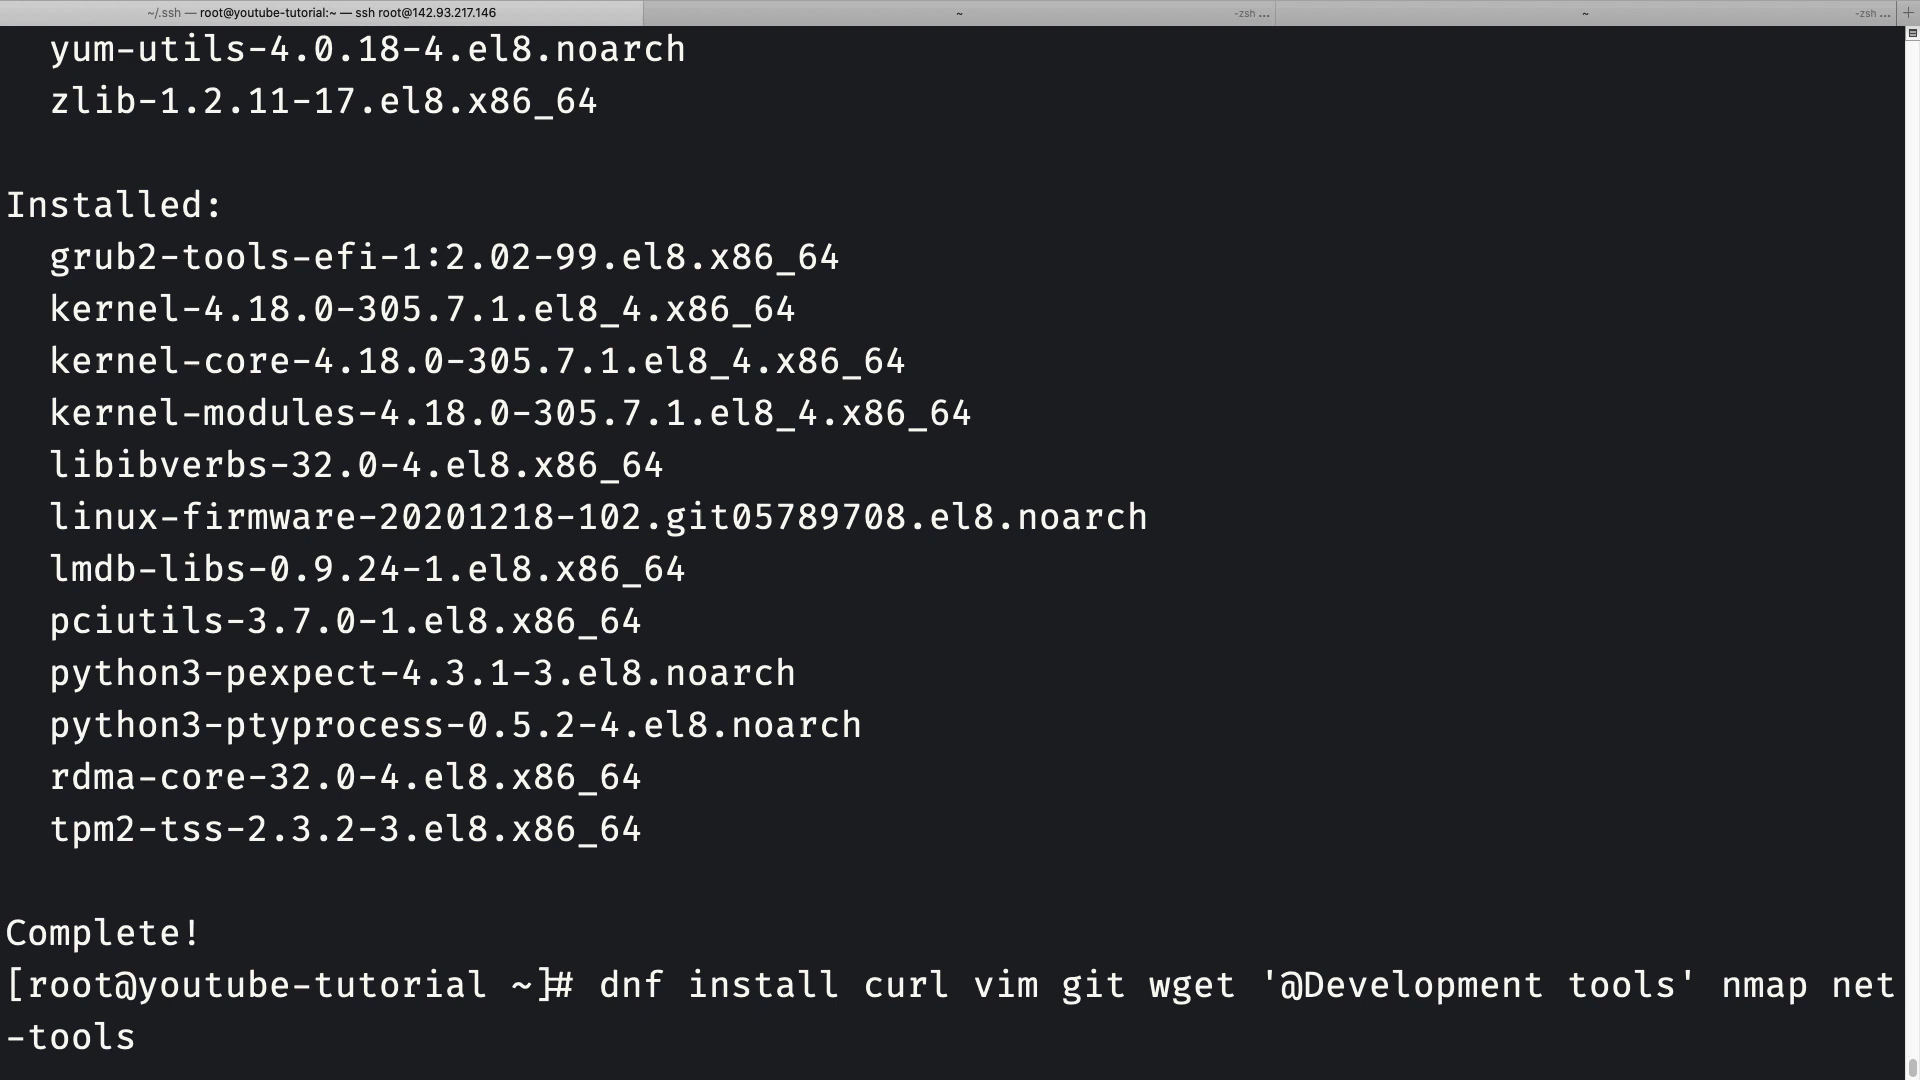 ~/.ssh — root@youtube-tutorial:~ — ssh root@142.93.217.146
~
-zsh ...
~
-zsh ...
yum-utils-4.0.18-4.el8.noarch
zlib-1.2.11-17.el8.x86_64
Installed:
grub2-tools-efi-1:2.02-99.el8.x86_64
kernel-4.18.0-305.7.1.el8_4.x86_64
kernel-core-4.18.0-305.7.1.el8_4.x86_64
kernel-modules-4.18.0-305.7.1.el8_4.x86_64
libibverbs-32.0-4.el8.x86_64
linux-firmware-20201218-102.git05789708.el8.noarch
lmdb-libs-0.9.24-1.el8.x86_64
pciutils-3.7.0-1.el8.x86_64
python3-pexpect-4.3.1-3.el8.noarch
python3-ptyprocess-0.5.2-4.el8.noarch
rdma-core-32.0-4.el8.x86_64
tpm2-tss-2.3.2-3.el8.x86_64
Complete!
[root@youtube-tutorial ~]# dnf install curl vim git wget '@Development tools' nmap net
-tools